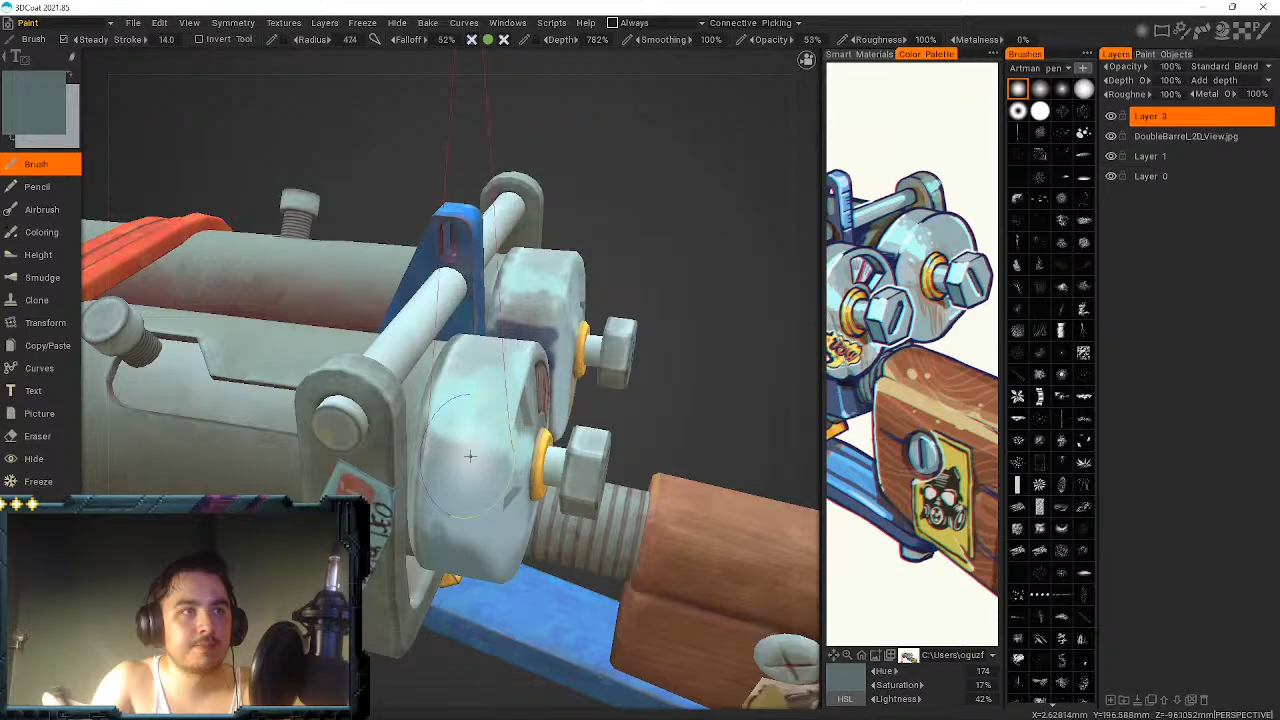 3DCoat 2021.85
Paint File Edit View Symmetry Textures Layers Freeze Hide Bake Curves Windows Scripts Help Always Corrective Picking
Brush Steady Stroke 14.0 Invert Tool Radius 474 Falloff 52% Depth 782% Smoothing 100% Opacity 53% Roughness 100% Metalness 0%
Smart Materials Color Palette Brushes Layers Paint Objects
Artman pen
Opacity 100% Standard Blend
Depth O 100% Add depth
Roughne 100% Metal O 100%
Layer 3
DoubleBarrel_2D_View.jpg
Layer 1
Layer 0
Brush
Pencil
Airbrush
Coloring
Height
Smudge
Clone
Transform
Copy/Paste
Curves
Text
Picture
Eraser
Hide
Freeze
C:\Users\oguzf
Hue 174
Saturation 17%
HSL Lightness 42%
PERSPECTIVE